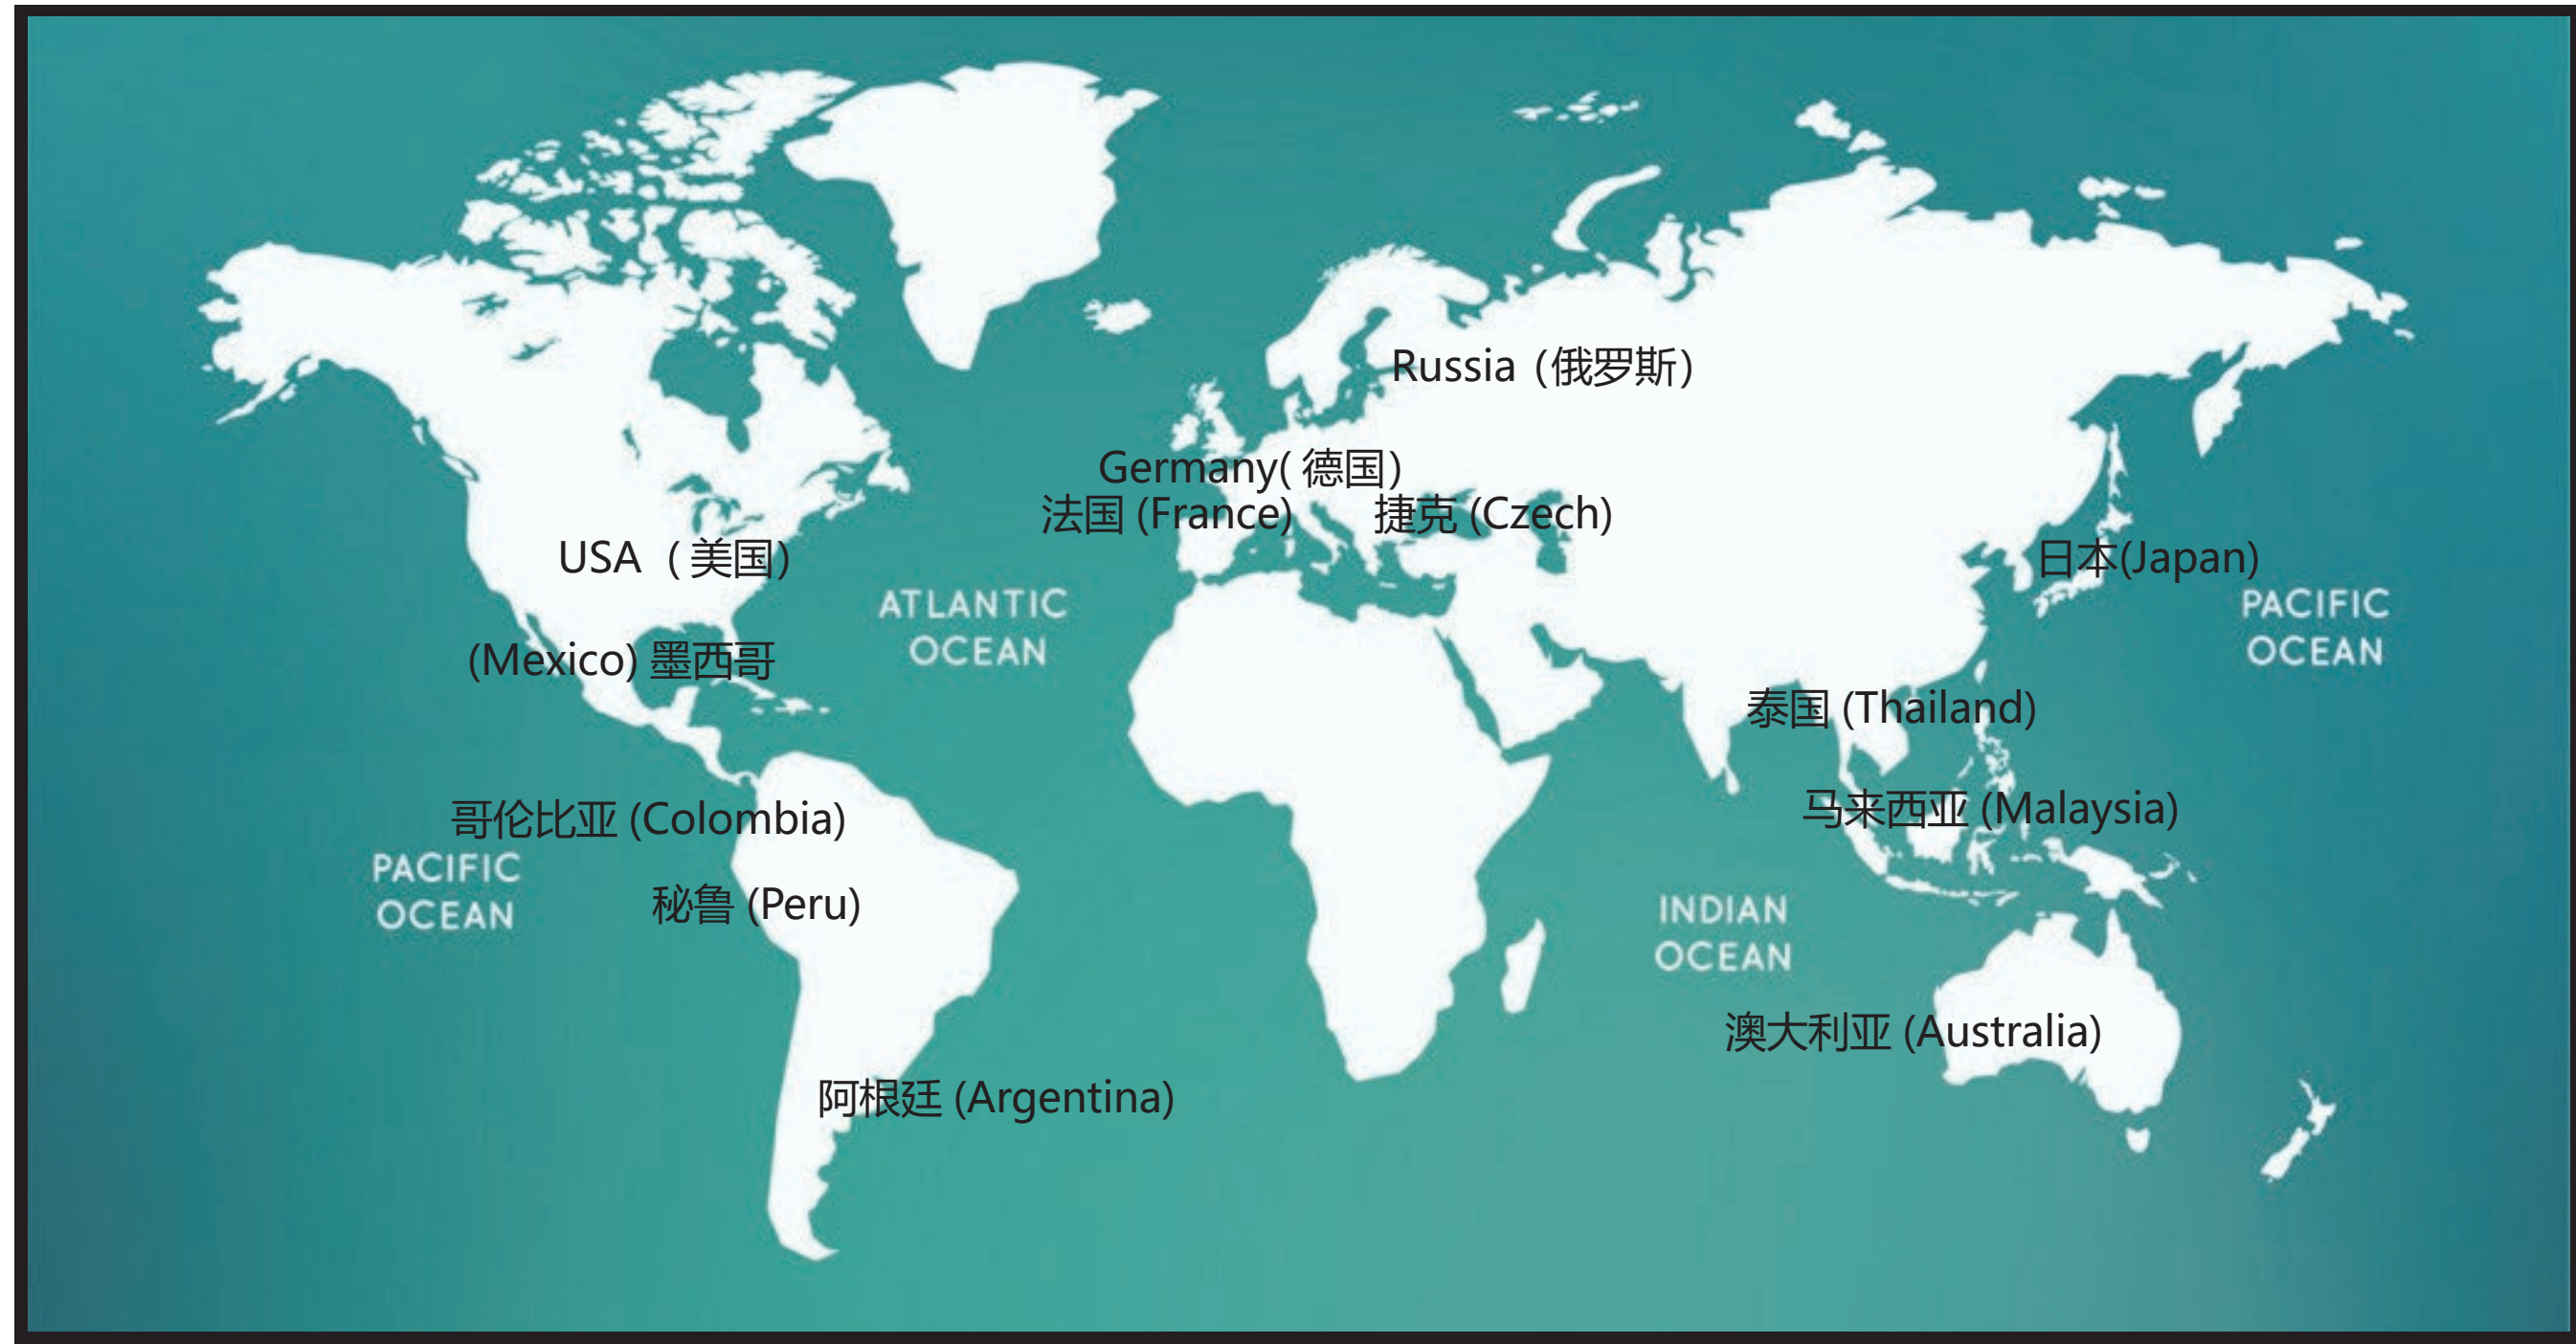 Russia（俄罗斯）
Germany( 德国）
法国 (France)
捷克 (Czech)
USA （ 美国）
日本(Japan)
ATLANTIC
OCEAN
PACIFIC
OCEAN
(Mexico) 墨西哥
泰国 (Thailand)
哥伦比亚 (Colombia)
马来西亚 (Malaysia)
PACIFIC
OCEAN
秘鲁 (Peru)
INDIAN
OCEAN
澳大利亚 (Australia)
阿根廷 (Argentina)